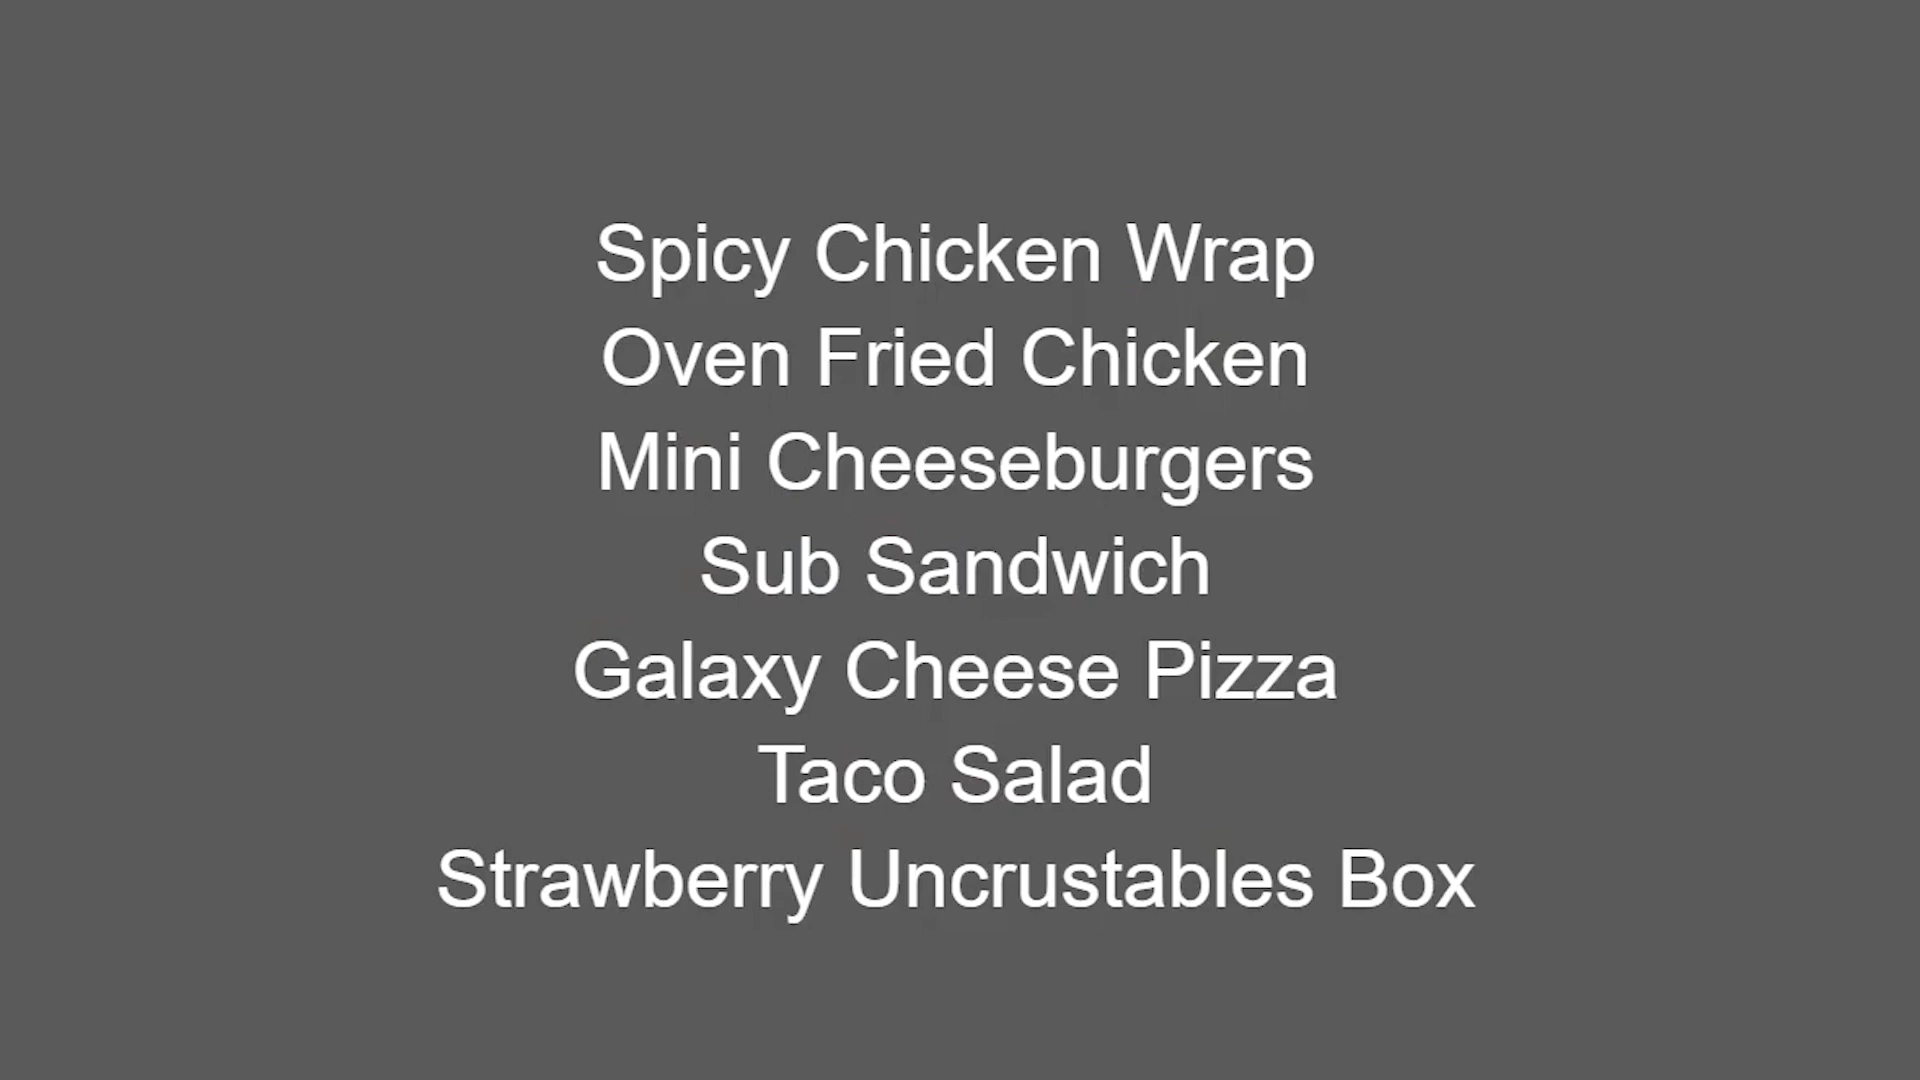 Spicy Chicken Wrap
Oven Fried Chicken
Mini Cheeseburgers
Sub Sandwich
Galaxy Cheese Pizza
Taco Salad
Strawberry Uncrustables Box